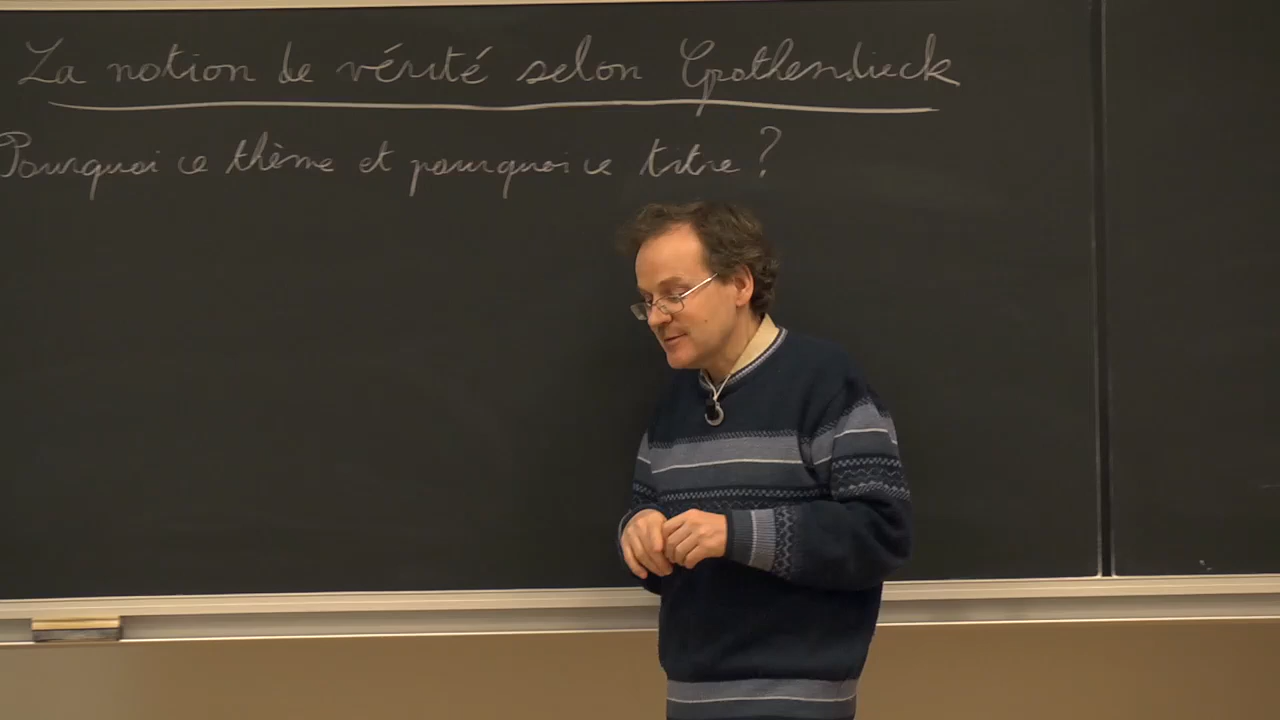 La notion de vérité selon Grothendieck
Pourquoi ce thème et pourquoi ce titre ?